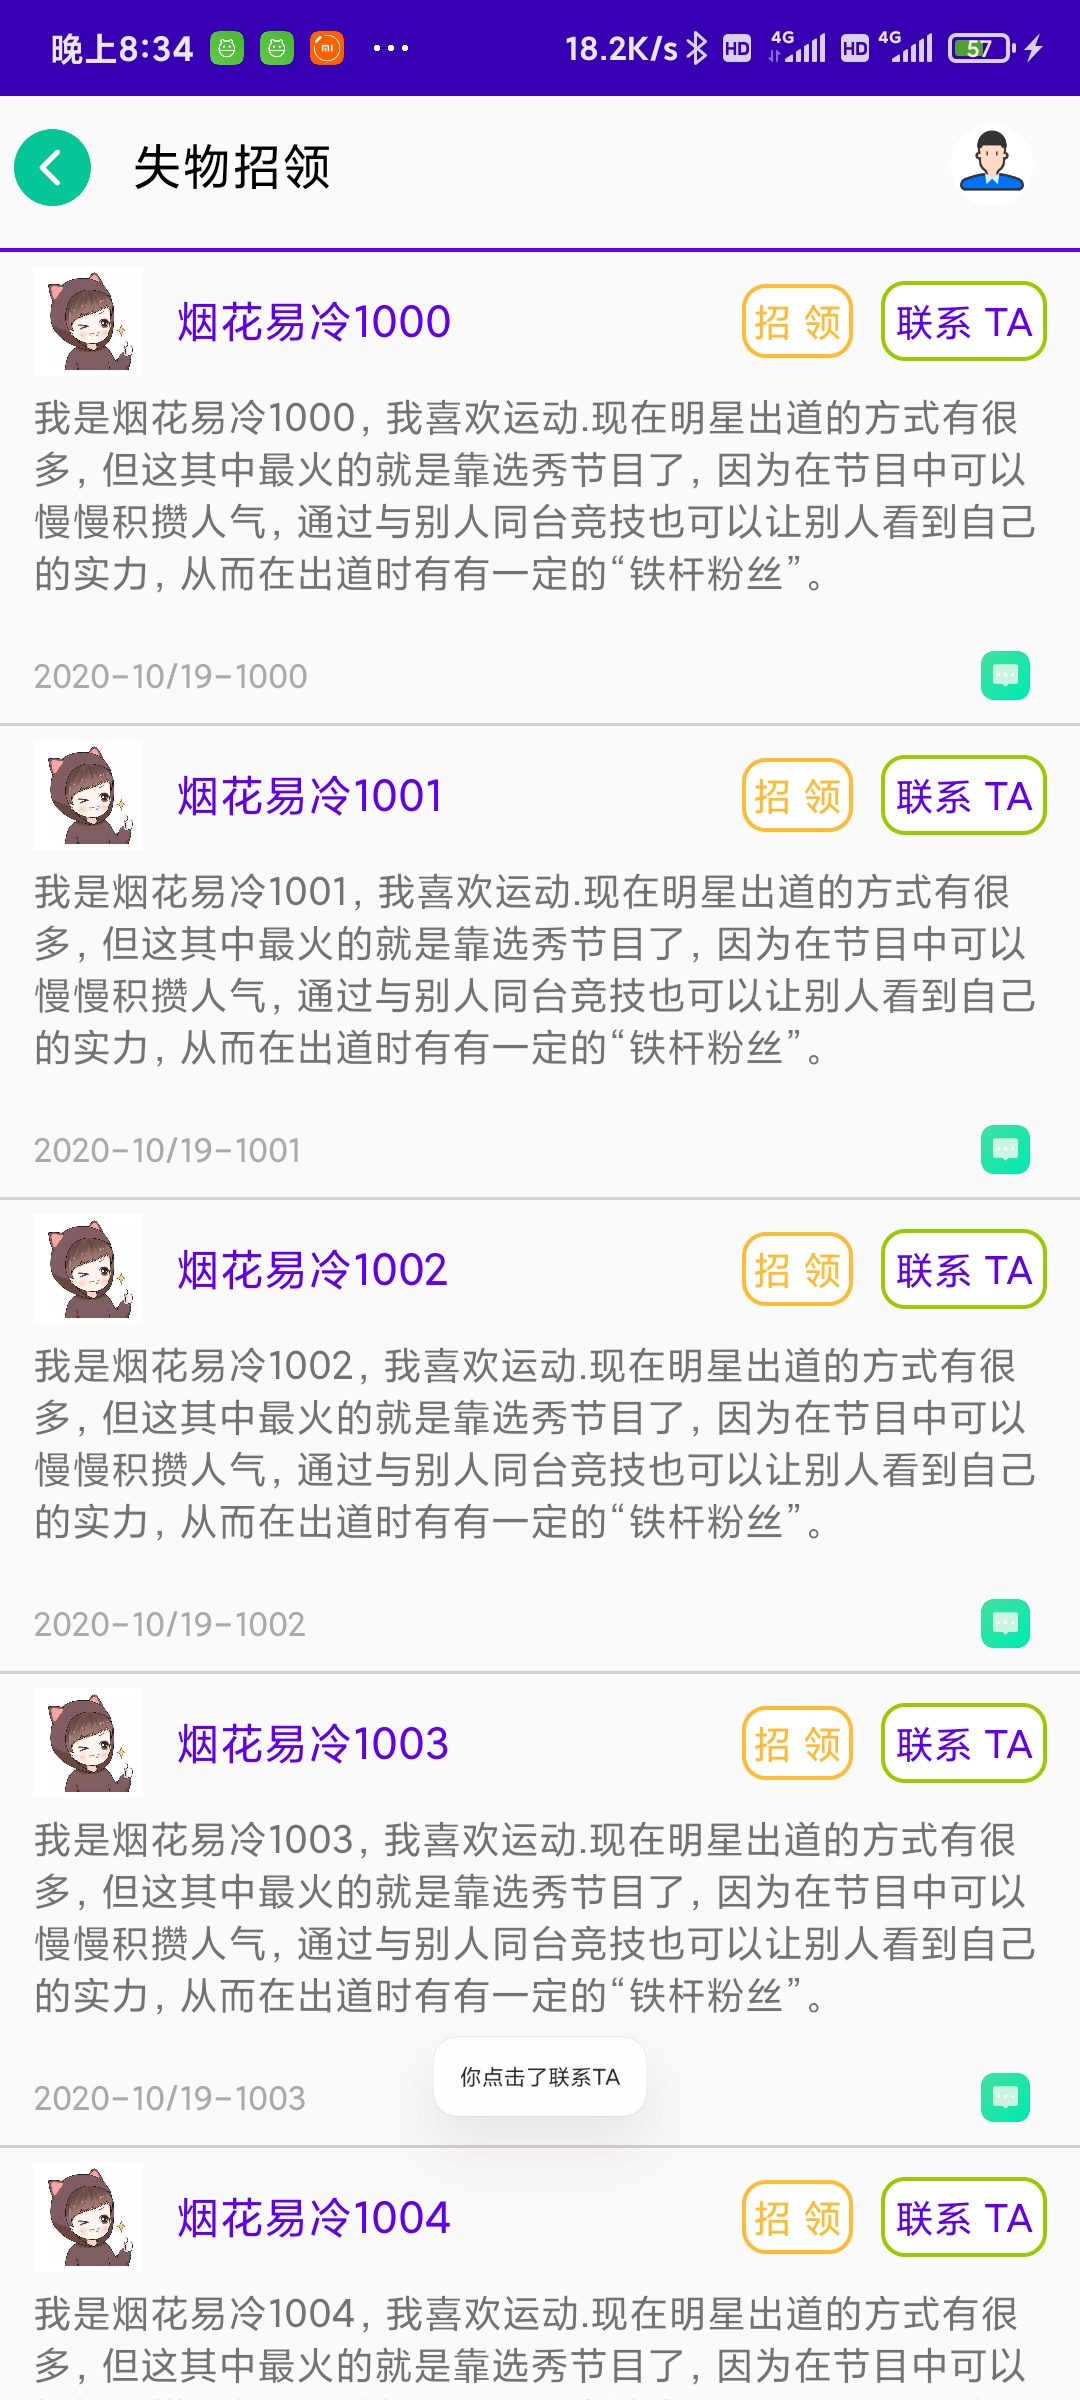 晚上8:34 ··· 18.2K/s HD 4G HD 4G 57
失物招领
烟花易冷1000 招 领 联系 TA
我是烟花易冷1000, 我喜欢运动.现在明星出道的方式有很
多, 但这其中最火的就是靠选秀节目了, 因为在节目中可以
慢慢积攒人气, 通过与别人同台竞技也可以让别人看到自己
的实力, 从而在出道时有有一定的“铁杆粉丝”。
2020-10/19-1000
烟花易冷1001 招 领 联系 TA
我是烟花易冷1001, 我喜欢运动.现在明星出道的方式有很
多, 但这其中最火的就是靠选秀节目了, 因为在节目中可以
慢慢积攒人气, 通过与别人同台竞技也可以让别人看到自己
的实力, 从而在出道时有有一定的“铁杆粉丝”。
2020-10/19-1001
烟花易冷1002 招 领 联系 TA
我是烟花易冷1002, 我喜欢运动.现在明星出道的方式有很
多, 但这其中最火的就是靠选秀节目了, 因为在节目中可以
慢慢积攒人气, 通过与别人同台竞技也可以让别人看到自己
的实力, 从而在出道时有有一定的“铁杆粉丝”。
2020-10/19-1002
烟花易冷1003 招 领 联系 TA
我是烟花易冷1003, 我喜欢运动.现在明星出道的方式有很
多, 但这其中最火的就是靠选秀节目了, 因为在节目中可以
慢慢积攒人气, 通过与别人同台竞技也可以让别人看到自己
的实力, 从而在出道时有有一定的“铁杆粉丝”。
你点击了联系TA
2020-10/19-1003
烟花易冷1004 招 领 联系 TA
我是烟花易冷1004, 我喜欢运动.现在明星出道的方式有很
多, 但这其中最火的就是靠选秀节目了, 因为在节目中可以